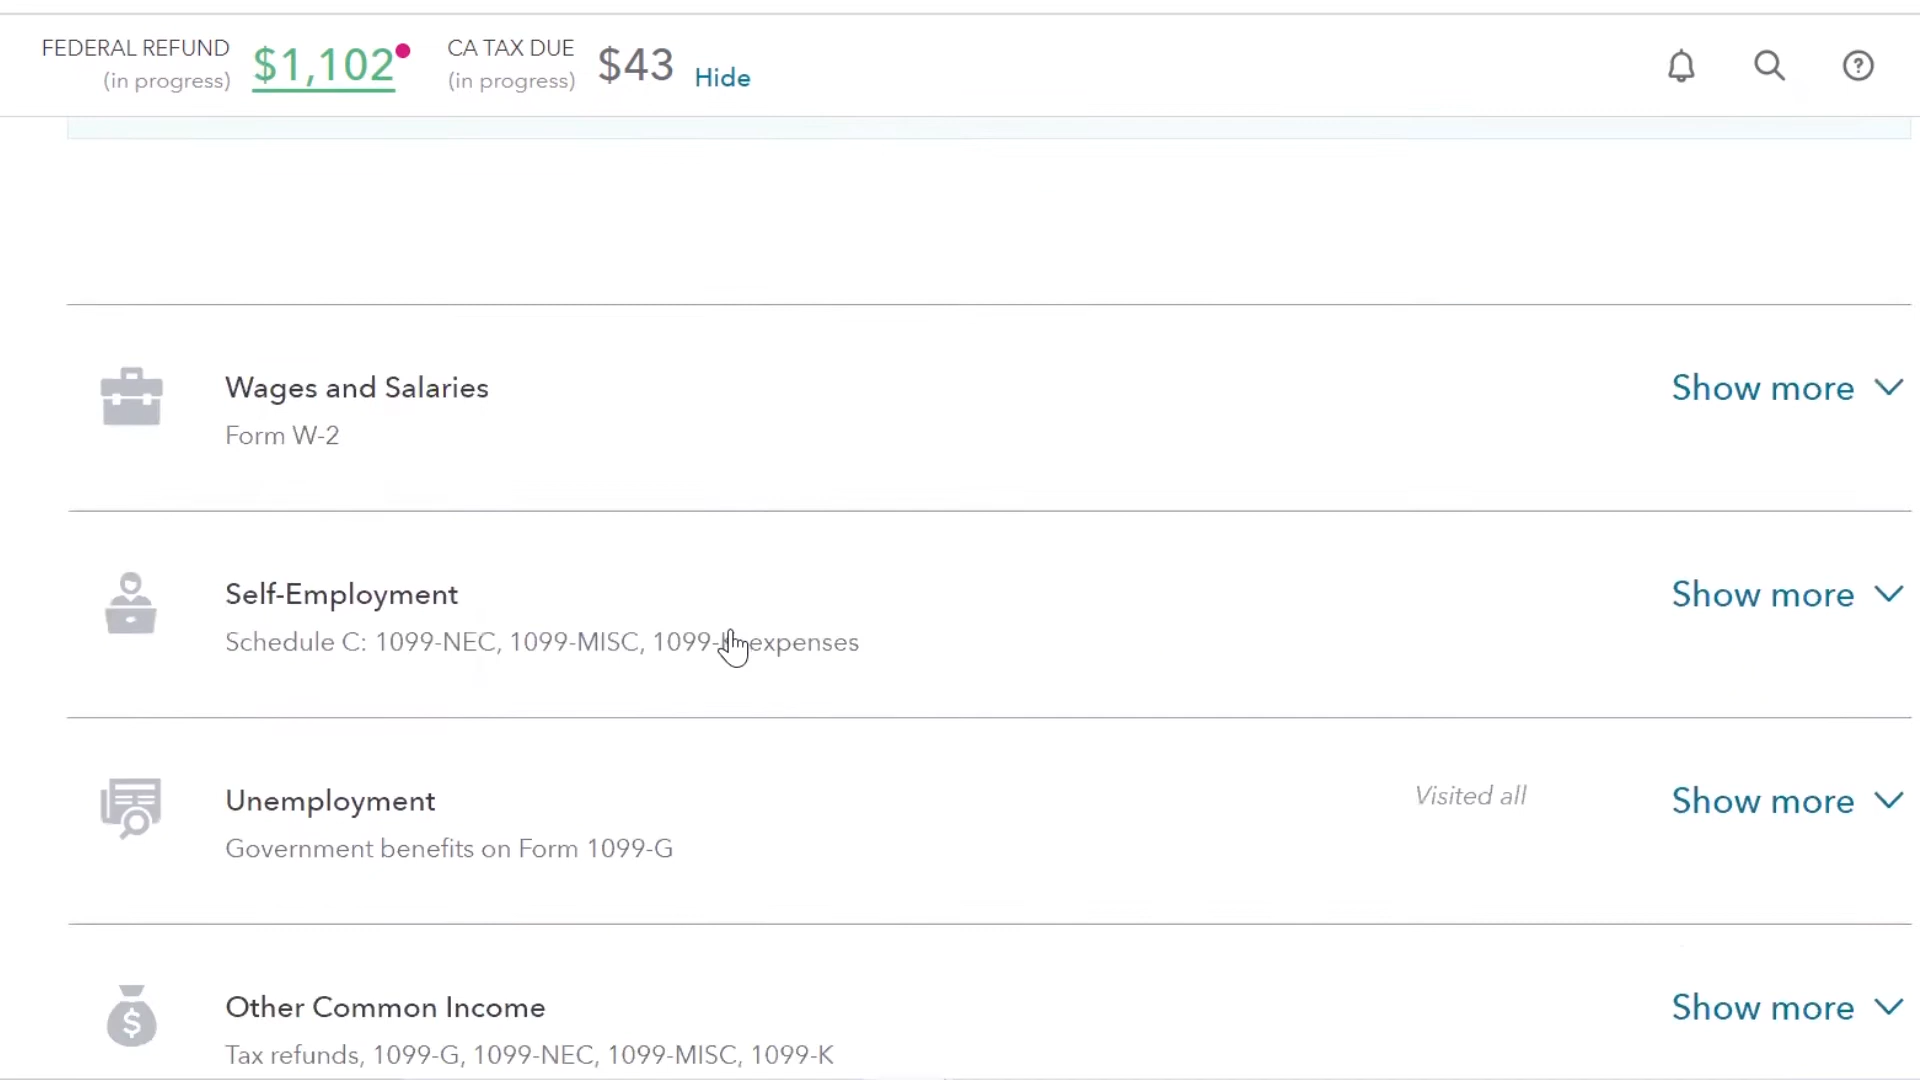 FEDERAL REFUND
(in progress)
$1,102
CA TAX DUE
(in progress)
$43
Hide
Wages and Salaries
Form W-2
Show more
Self-Employment
Schedule C: 1099-NEC, 1099-MISC, 1099- expenses
Show more
Unemployment
Government benefits on Form 1099-G
Visited all
Show more
Other Common Income
Tax refunds, 1099-G, 1099-NEC, 1099-MISC, 1099-K
Show more